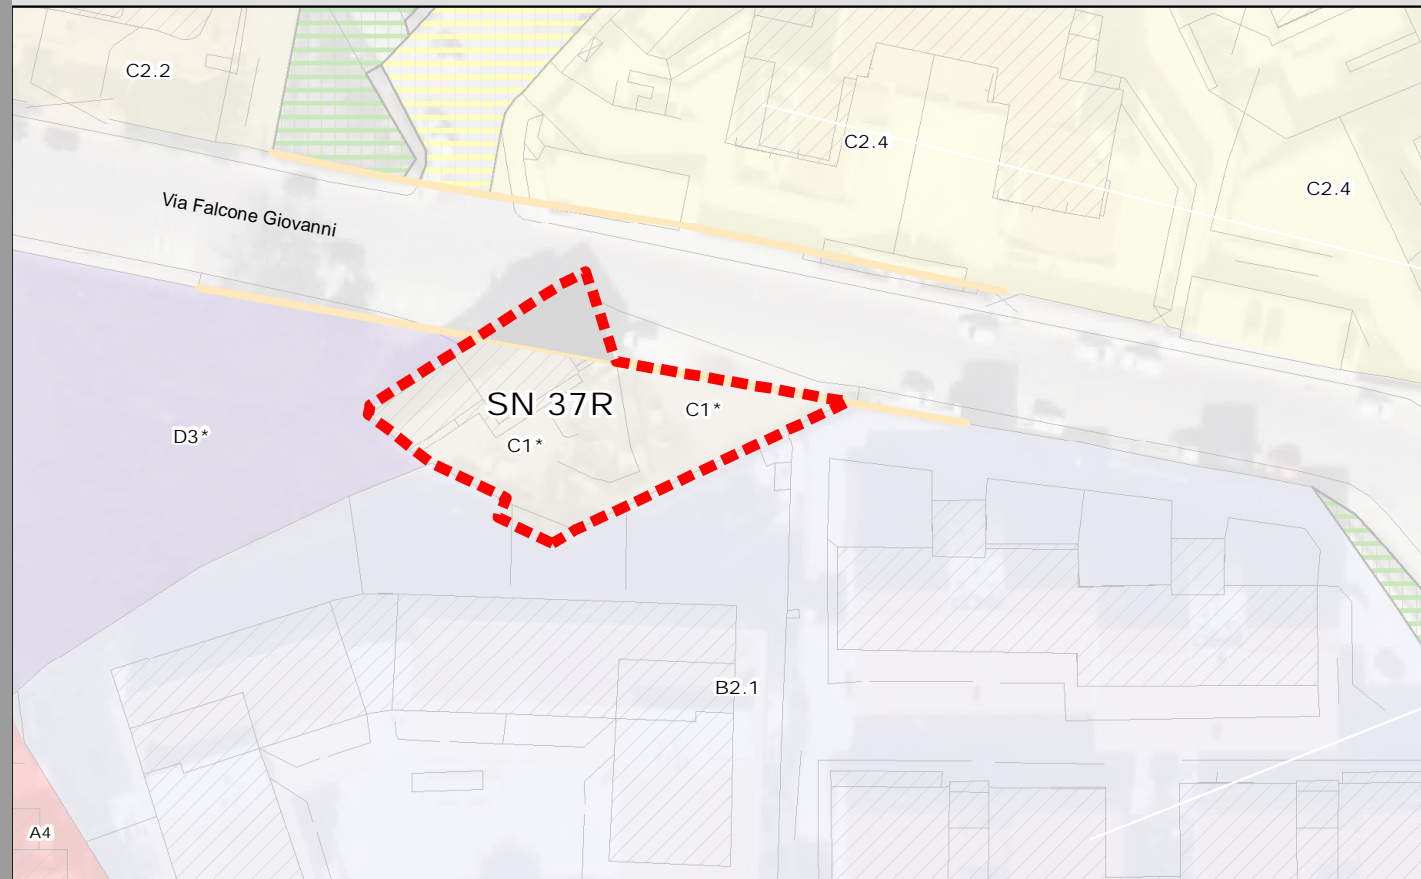 C2.2
C2.4
C2.4
Via Falcone Giovanni
SN 37R
C1*
C1*
D3*
B2.1
A4